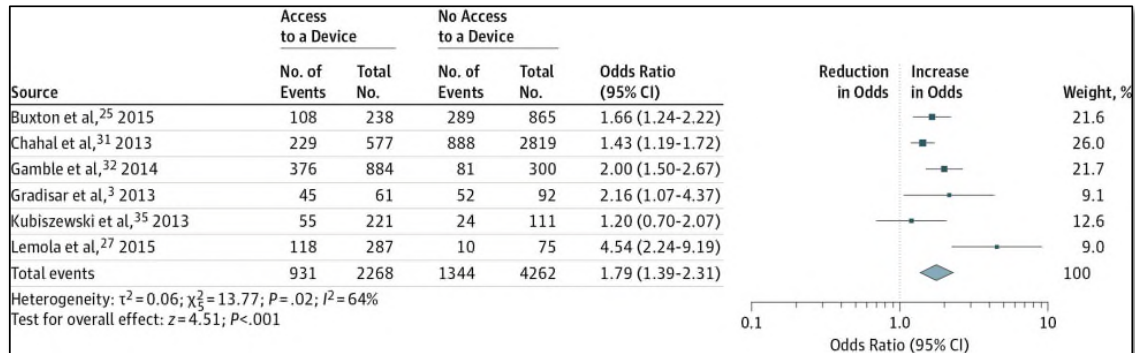 Access to a Device No Access to a Device
Source No. of Events Total No. No. of Events Total No. Odds Ratio (95% CI) Reduction in Odds Increase in Odds Weight, %
Buxton et al,25 2015 108 238 289 865 1.66 (1.24-2.22) 21.6
Chahal et al,31 2013 229 577 888 2819 1.43 (1.19-1.72) 26.0
Gamble et al,32 2014 376 884 81 300 2.00 (1.50-2.67) 21.7
Gradisar et al,3 2013 45 61 52 92 2.16 (1.07-4.37) 9.1
Kubiszewski et al,35 2013 55 221 24 111 1.20 (0.70-2.07) 12.6
Lemola et al,27 2015 118 287 10 75 4.54 (2.24-9.19) 9.0
Total events 931 2268 1344 4262 1.79 (1.39-2.31) 100
Heterogeneity: τ2 = 0.06; χ25 = 13.77; P = .02; I2 = 64%
Test for overall effect: z = 4.51; P<.001
0.1 1.0 10
Odds Ratio (95% CI)